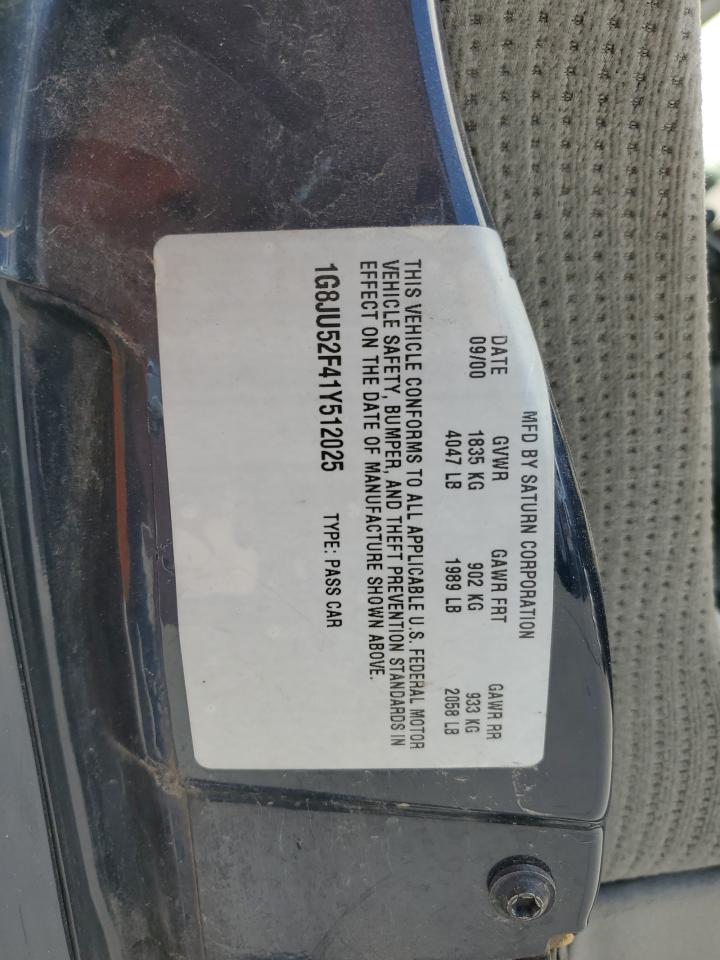 MFD BY SATURN CORPORATION
DATE GVWR GAWR FRT GAWR RR
09/00 1835 KG 902 KG 933 KG
4047 LB 1989 LB 2058 LB
THIS VEHICLE CONFORMS TO ALL APPLICABLE U.S. FEDERAL MOTOR
VEHICLE SAFETY, BUMPER, AND THEFT PREVENTION STANDARDS IN
EFFECT ON THE DATE OF MANUFACTURE SHOWN ABOVE.
1G8JU52F41Y512025 TYPE: PASS CAR